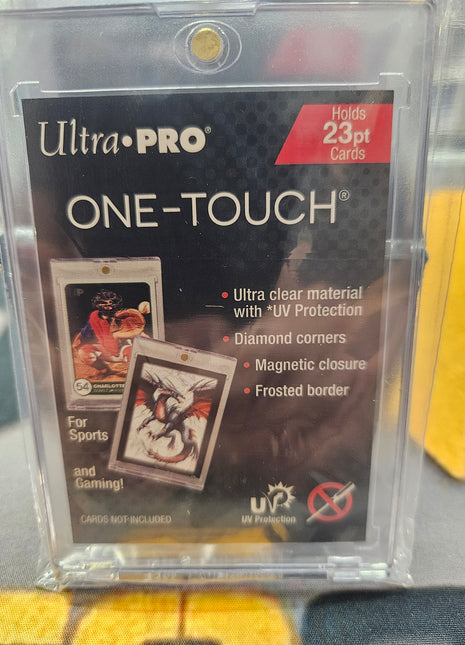 Ultra•PRO®
Holds
23pt
Cards
ONE-TOUCH®
• Ultra clear material
with *UV Protection
• Diamond corners
• Magnetic closure
• Frosted border
54 CHARLOTTE
For
Sports
and
Gaming!
CARDS NOT INCLUDED
UV
UV Protection